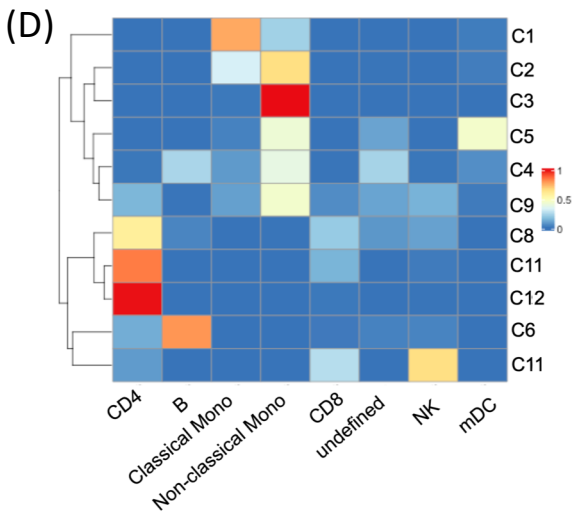 (D)
C1
C2
C3
C5
C4
C9
C8
C11
C12
C6
C11
1
0.5
0
CD4
B
Classical Mono
Non-classical Mono
CD8
undefined
NK
mDC